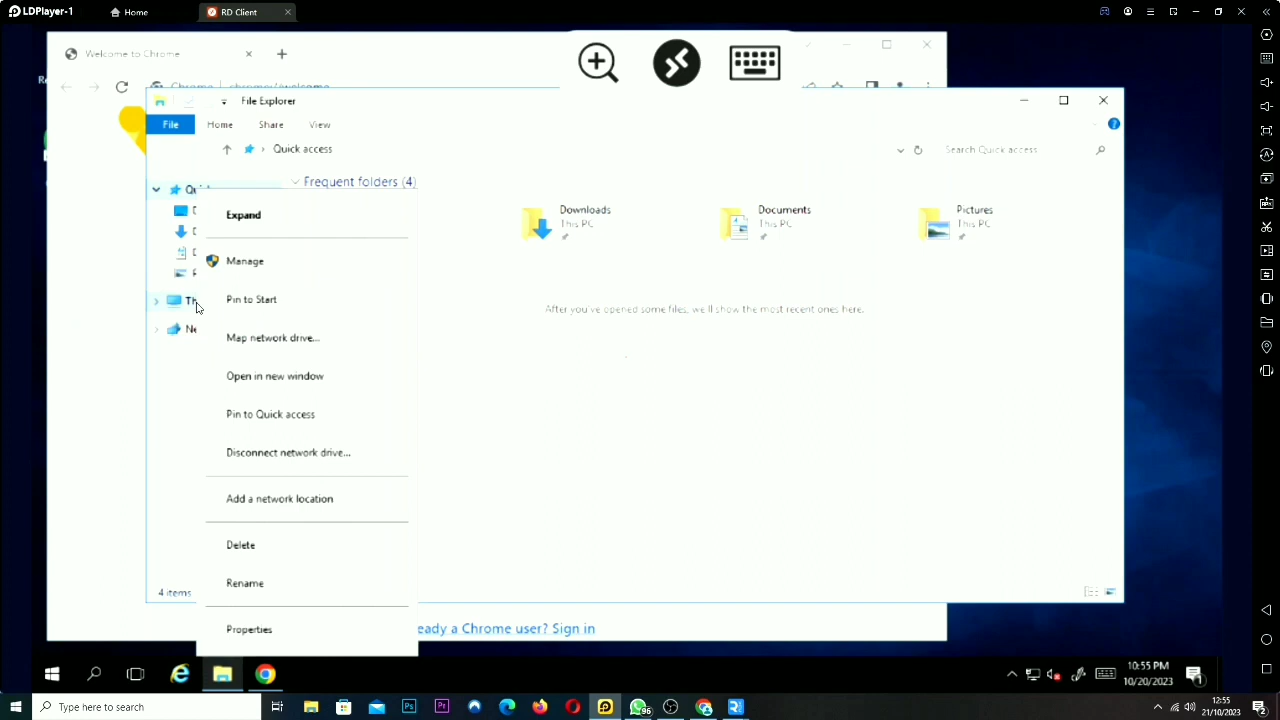 LDPlayer-1
Home
RD Client
Welcome to Chrome
Chrome
chrome://welcome
File Explorer
File
Home
Share
View
Quick access
Search Quick access
Frequent folders (4)
Downloads
This PC
Documents
This PC
Pictures
This PC
Expand
Manage
Pin to Start
Map network drive...
Open in new window
Pin to Quick access
Disconnect network drive...
Add a network location
Delete
Rename
Properties
After you've opened some files, we'll show the most recent ones here.
4 items
eady a Chrome user? Sign in
10:55 PM
10/20/2023
Type here to search
12:55
21/10/2023